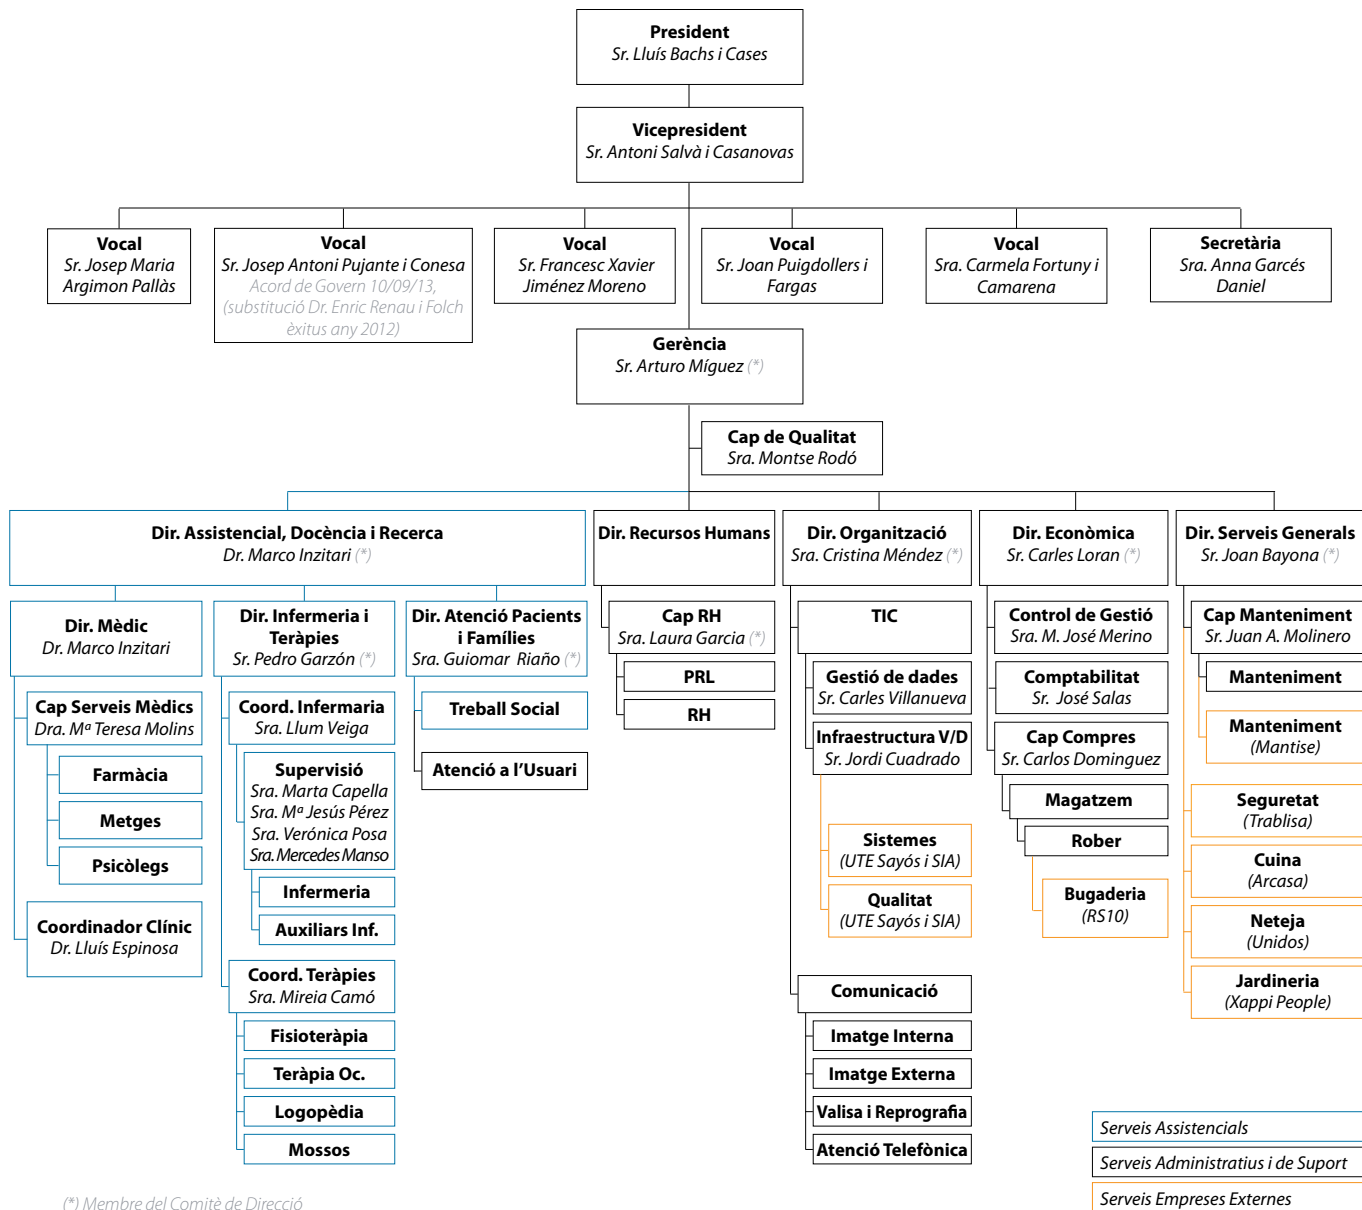 President
Sr. Lluís Bachs i Cases
Vicepresident
Sr. Antoni Salvà i Casanovas
Vocal
Sr. Josep Maria
Argimon Pallàs
Vocal
Sr. Josep Antoni Pujante i Conesa
Acord de Govern 10/09/13,
(substitució Dr. Enric Renau i Folch
èxitus any 2012)
Vocal
Sr. Francesc Xavier
Jiménez Moreno
Vocal
Sr. Joan Puigdollers i
Fargas
Vocal
Sra. Carmela Fortuny i
Camarena
Secretària
Sra. Anna Garcés
Daniel
Gerència
Sr. Arturo Míguez (*)
Cap de Qualitat
Sra. Montse Rodó
Dir. Assistencial, Docència i Recerca
Dr. Marco Inzitari (*)
Dir. Mèdic
Dr. Marco Inzitari
Cap Serveis Mèdics
Dra. Mª Teresa Molins
Farmàcia
Metges
Psicòlegs
Coordinador Clínic
Dr. Lluís Espinosa
Dir. Infermeria i
Teràpies
Sr. Pedro Garzón (*)
Coord. Infermaria
Sra. Llum Veiga
Supervisió
Sra. Marta Capella
Sra. Mª Jesús Pérez
Sra. Verónica Posa
Sra. Mercedes Manso
Infermeria
Auxiliars Inf.
Coord. Teràpies
Sra. Mireia Camó
Fisioteràpia
Teràpia Oc.
Logopèdia
Mossos
Dir. Atenció Pacients
i Famílies
Sra. Guiomar Riaño (*)
Treball Social
Atenció a l'Usuari
Dir. Recursos Humans
Cap RH
Sra. Laura Garcia (*)
PRL
RH
Dir. Organització
Sra. Cristina Méndez (*)
TIC
Gestió de dades
Sr. Carles Villanueva
Infraestructura V/D
Sr. Jordi Cuadrado
Sistemes
(UTE Sayós i SIA)
Qualitat
(UTE Sayós i SIA)
Comunicació
Imatge Interna
Imatge Externa
Valisa i Reprografia
Atenció Telefònica
Dir. Econòmica
Sr. Carles Loran (*)
Control de Gestió
Sra. M. José Merino
Comptabilitat
Sr. José Salas
Cap Compres
Sr. Carlos Dominguez
Magatzem
Rober
Bugaderia
(RS10)
Dir. Serveis Generals
Sr. Joan Bayona (*)
Cap Manteniment
Sr. Juan A. Molinero
Manteniment
Manteniment
(Mantise)
Seguretat
(Trablisa)
Cuina
(Arcasa)
Neteja
(Unidos)
Jardineria
(Xappi People)
Serveis Assistencials
Serveis Administratius i de Suport
Serveis Empreses Externes
(*) Membre del Comitè de Direcció